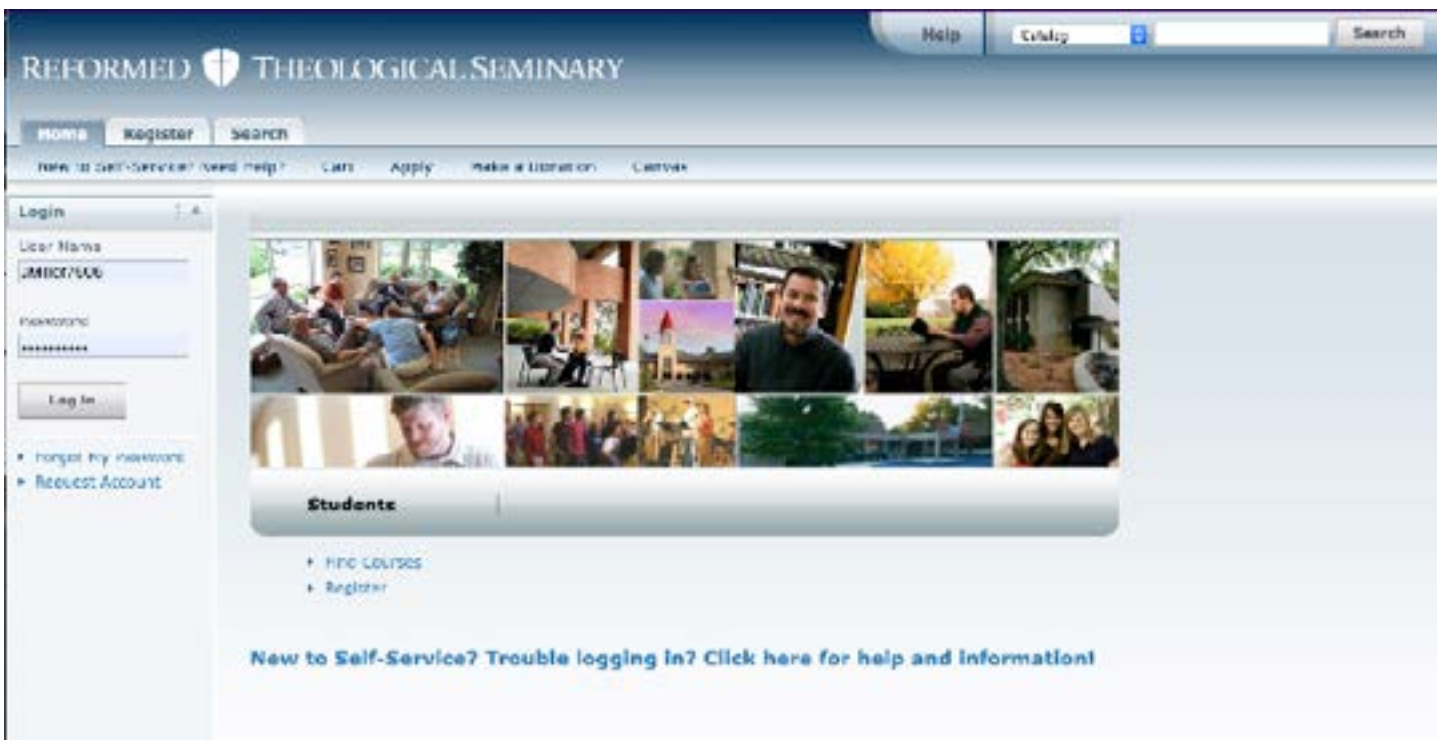 Help Catalog Search
REFORMED THEOLOGICAL SEMINARY
Home Register Search
New to Self-Service? Need Help? Cart Apply Make a Donation Canvas
Login
User Name
Password
••••••••••
Log In
Forgot My Password
Request Account
Students
Find Courses
Register
New to Self-Service? Trouble logging in? Click here for help and information!